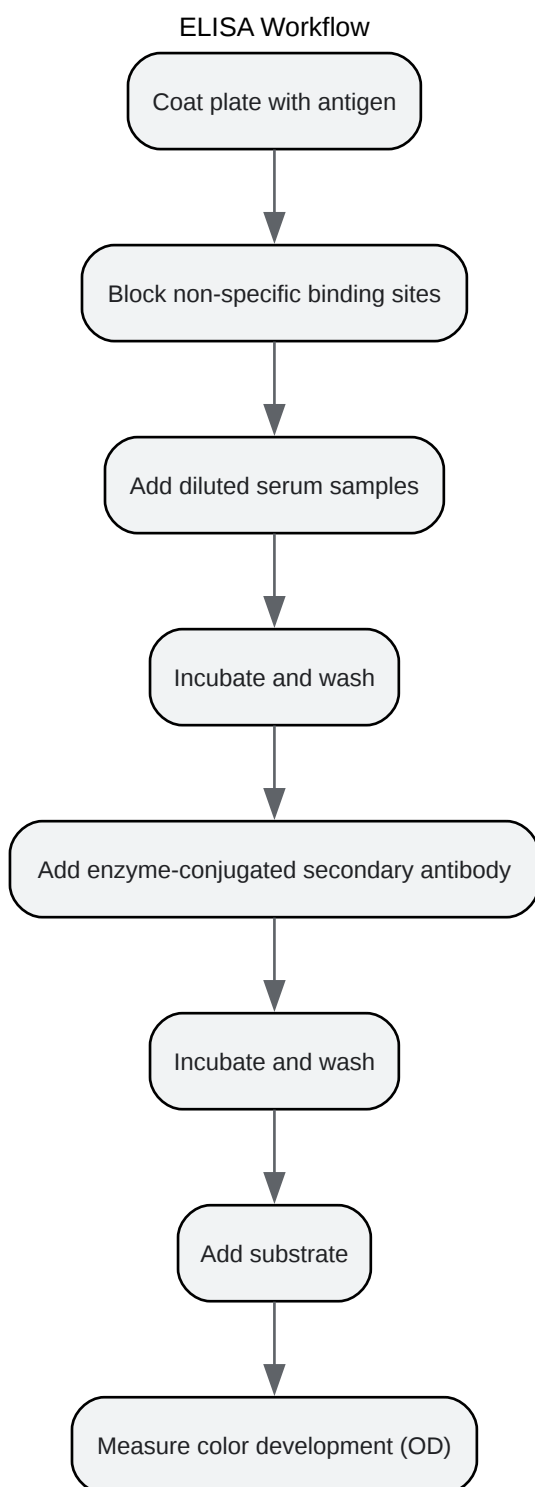 ELISA Workflow
Coat plate with antigen
Block non-specific binding sites
Add diluted serum samples
Incubate and wash
Add enzyme-conjugated secondary antibody
Incubate and wash
Add substrate
Measure color development (OD)